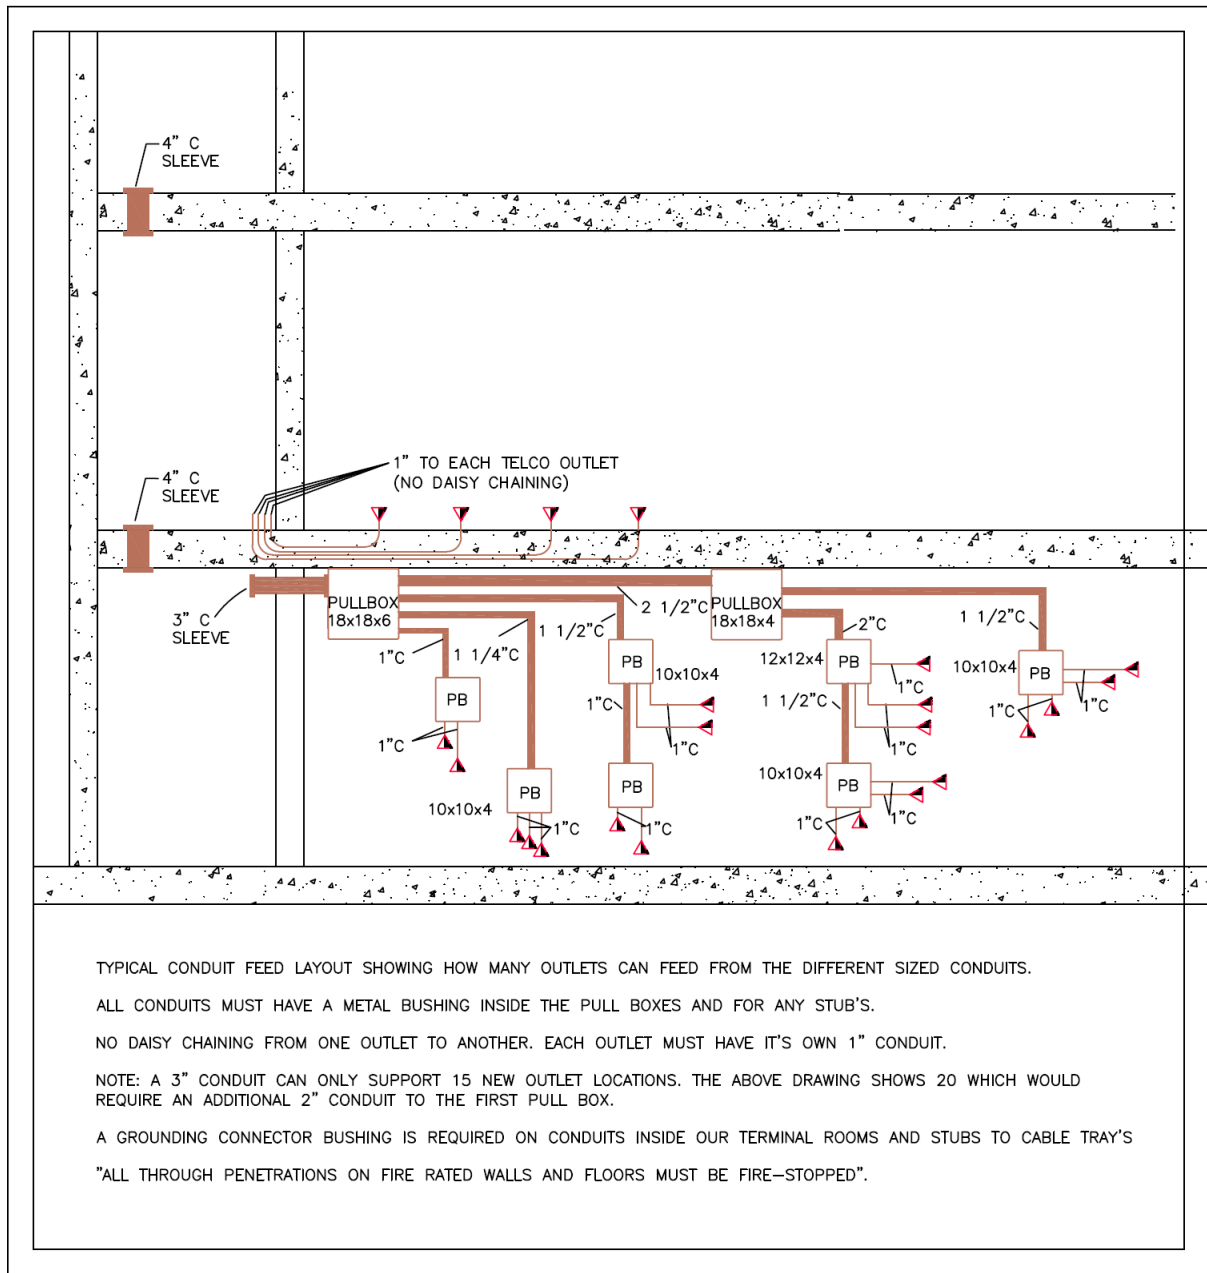 4" C
SLEEVE
1" TO EACH TELCO OUTLET
(NO DAISY CHAINING)
4" C
SLEEVE
3" C
SLEEVE
PULLBOX
18x18x6
2 1/2"C
PULLBOX
18x18x4
1 1/2"C
1 1/2"C
2"C
1"C
1 1/4"C
PB
10x10x4
12x12x4
PB
1"C
10x10x4
PB
PB
1"C
1 1/2"C
1"C
1"C
1"C
1"C
1"C
1"C
PB
10x10x4
PB
10x10x4
PB
1"C
1"C
1"C
1"C
TYPICAL CONDUIT FEED LAYOUT SHOWING HOW MANY OUTLETS CAN FEED FROM THE DIFFERENT SIZED CONDUITS.
ALL CONDUITS MUST HAVE A METAL BUSHING INSIDE THE PULL BOXES AND FOR ANY STUB'S.
NO DAISY CHAINING FROM ONE OUTLET TO ANOTHER. EACH OUTLET MUST HAVE IT'S OWN 1" CONDUIT.
NOTE: A 3" CONDUIT CAN ONLY SUPPORT 15 NEW OUTLET LOCATIONS. THE ABOVE DRAWING SHOWS 20 WHICH WOULD
REQUIRE AN ADDITIONAL 2" CONDUIT TO THE FIRST PULL BOX.
A GROUNDING CONNECTOR BUSHING IS REQUIRED ON CONDUITS INSIDE OUR TERMINAL ROOMS AND STUBS TO CABLE TRAY'S
"ALL THROUGH PENETRATIONS ON FIRE RATED WALLS AND FLOORS MUST BE FIRE–STOPPED".